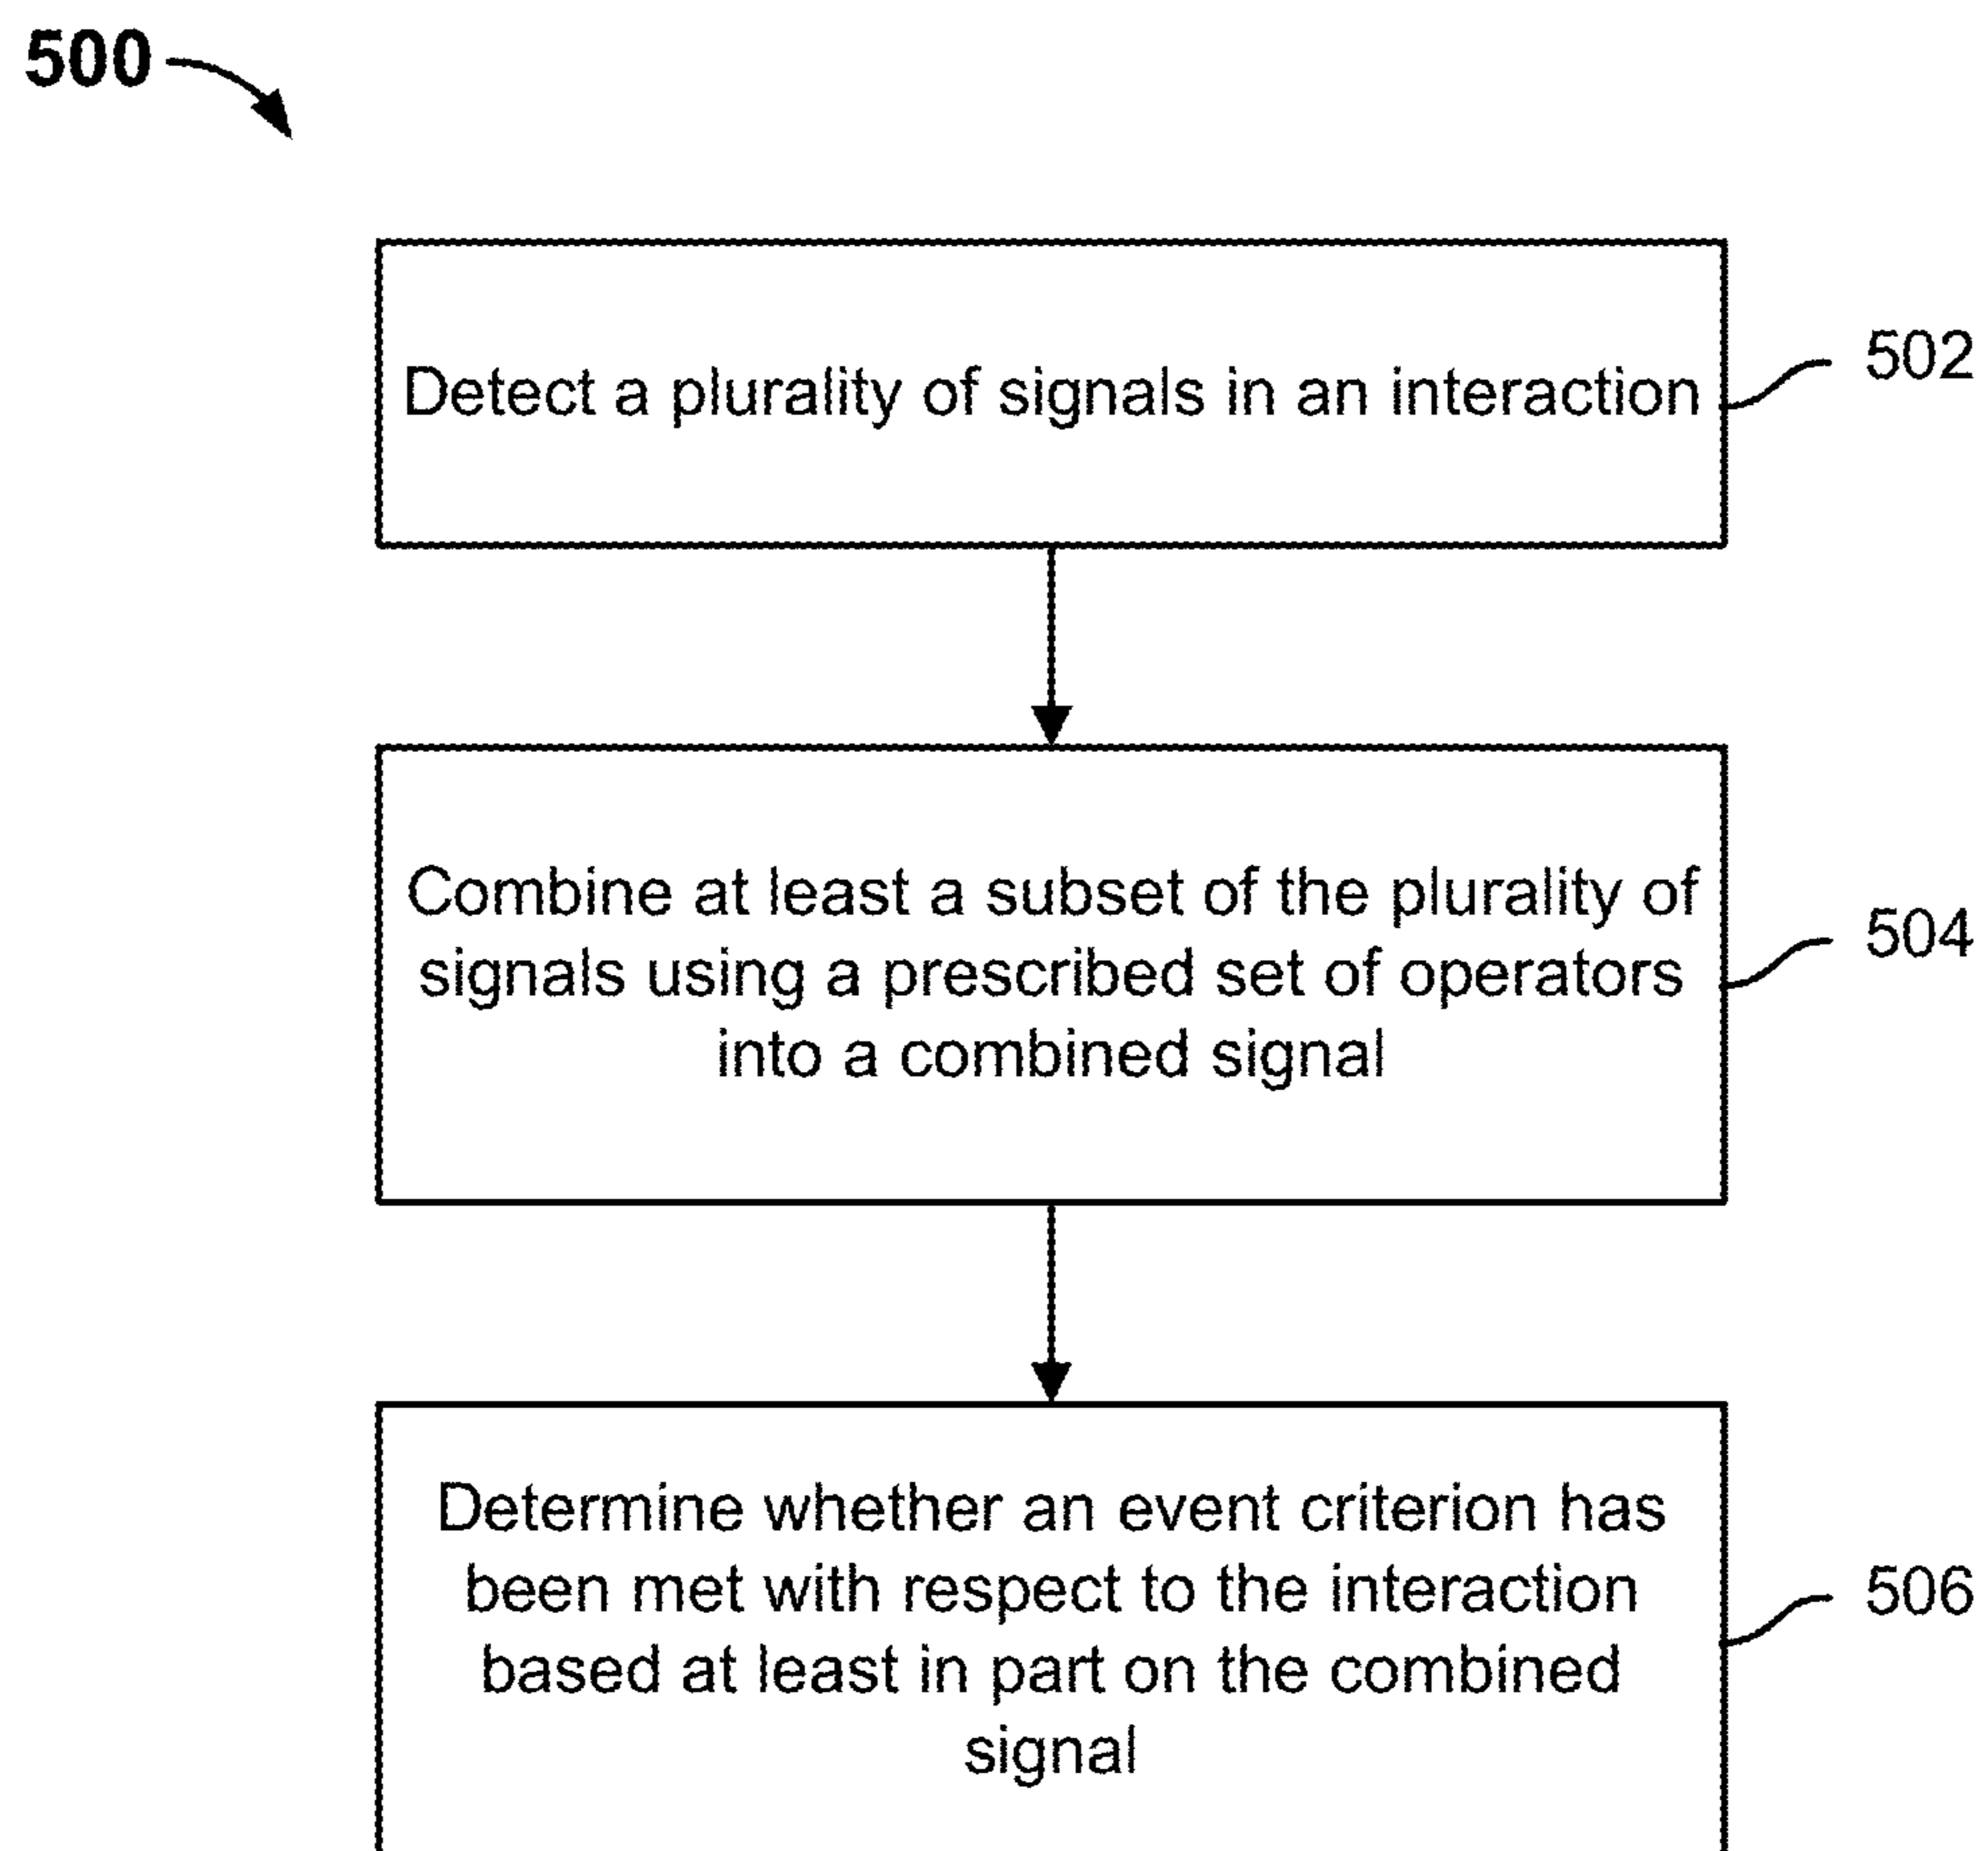 500
Detect a plurality of signals in an interaction
502
Combine at least a subset of the plurality of
signals using a prescribed set of operators
into a combined signal
504
Determine whether an event criterion has
been met with respect to the interaction
based at least in part on the combined
signal
506